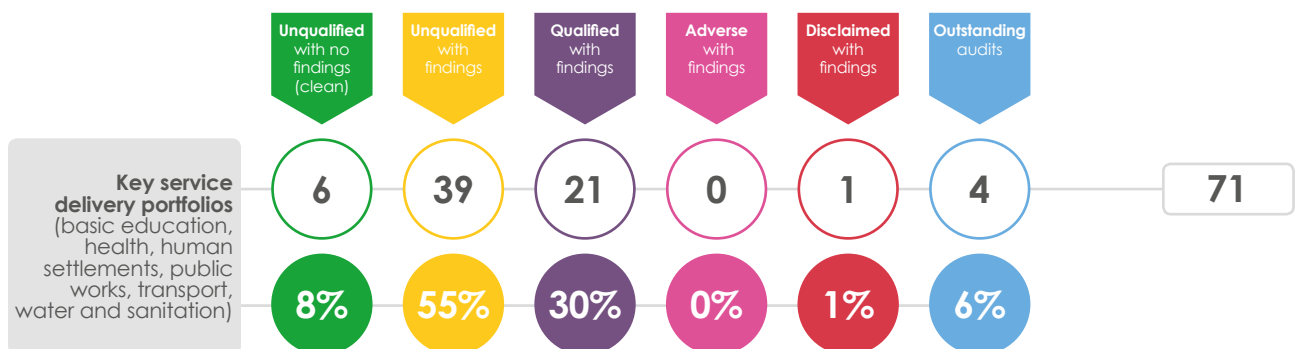 Unqualified
with no
findings
(clean)
Unqualified
with
findings
Qualified
with
findings
Adverse
with
findings
Disclaimed
with
findings
Outstanding
audits
Key service
delivery portfolios
(basic education,
health, human
settlements, public
works, transport,
water and sanitation)
6
39
21
0
1
4
71
8%
55%
30%
0%
1%
6%